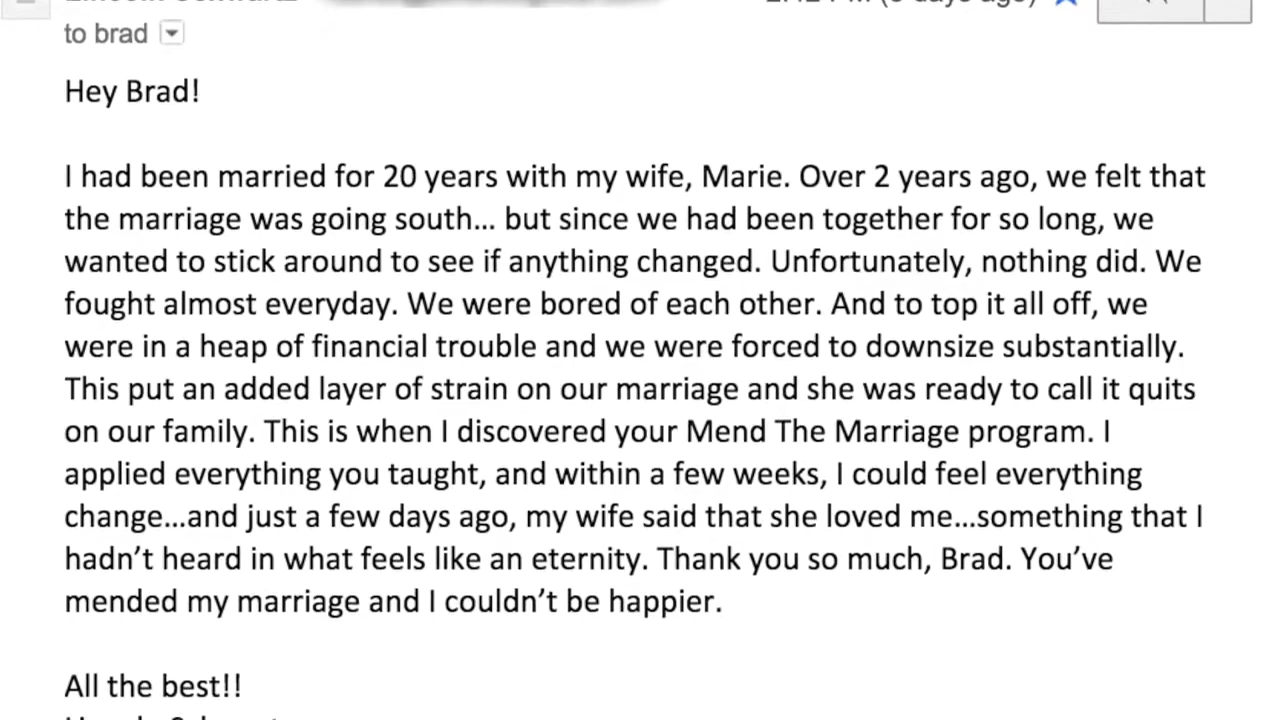 to brad
Hey Brad!
I had been married for 20 years with my wife, Marie. Over 2 years ago, we felt that
the marriage was going south... but since we had been together for so long, we
wanted to stick around to see if anything changed. Unfortunately, nothing did. We
fought almost everyday. We were bored of each other. And to top it all off, we
were in a heap of financial trouble and we were forced to downsize substantially.
This put an added layer of strain on our marriage and she was ready to call it quits
on our family. This is when I discovered your Mend The Marriage program. I
applied everything you taught, and within a few weeks, I could feel everything
change...and just a few days ago, my wife said that she loved me...something that I
hadn’t heard in what feels like an eternity. Thank you so much, Brad. You’ve
mended my marriage and I couldn’t be happier.
All the best!!